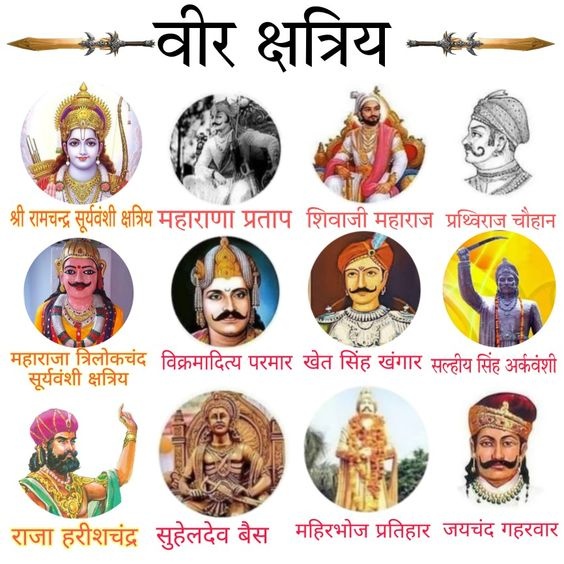 वीर क्षत्रिय
श्री रामचन्द्र सूर्यवंशी क्षत्रिय
महाराणा प्रताप
शिवाजी महाराज
प्रथ्विराज चौहान
महाराजा त्रिलोकचंद
सूर्यवंशी क्षत्रिय
विक्रमादित्य परमार
खेत सिंह खंगार
सल्हीय सिंह अर्कवंशी
राजा हरीशचंद्र
सुहेलदेव बैस
महिरभोज प्रतिहार
जयचंद गहरवार